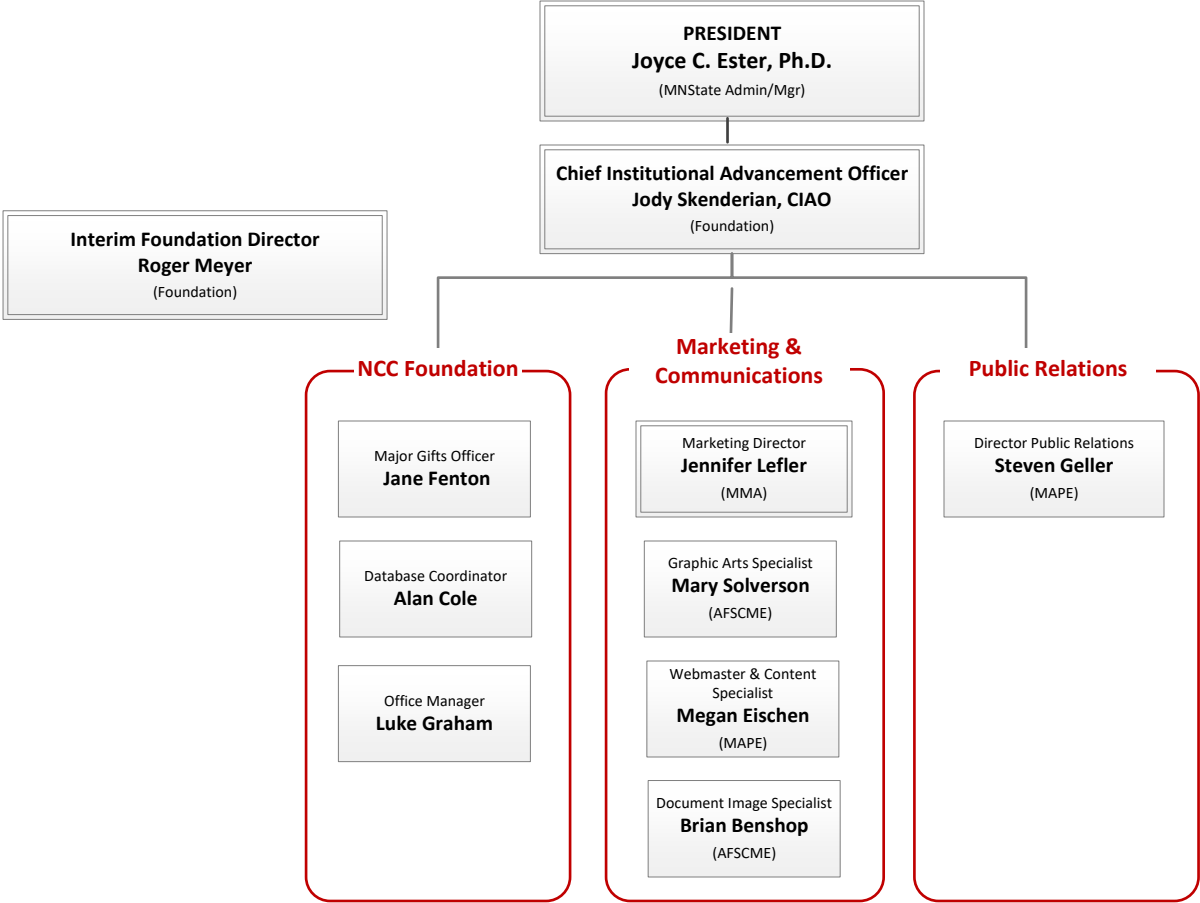 PRESIDENT
Joyce C. Ester, Ph.D.
(MNState Admin/Mgr)
Chief Institutional Advancement Officer
Jody Skenderian, CIAO
(Foundation)
Interim Foundation Director
Roger Meyer
(Foundation)
NCC Foundation
Major Gifts Officer
Jane Fenton
Database Coordinator
Alan Cole
Office Manager
Luke Graham
Marketing &
Communications
Marketing Director
Jennifer Lefler
(MMA)
Graphic Arts Specialist
Mary Solverson
(AFSCME)
Webmaster & Content
Specialist
Megan Eischen
(MAPE)
Document Image Specialist
Brian Benshop
(AFSCME)
Public Relations
Director Public Relations
Steven Geller
(MAPE)